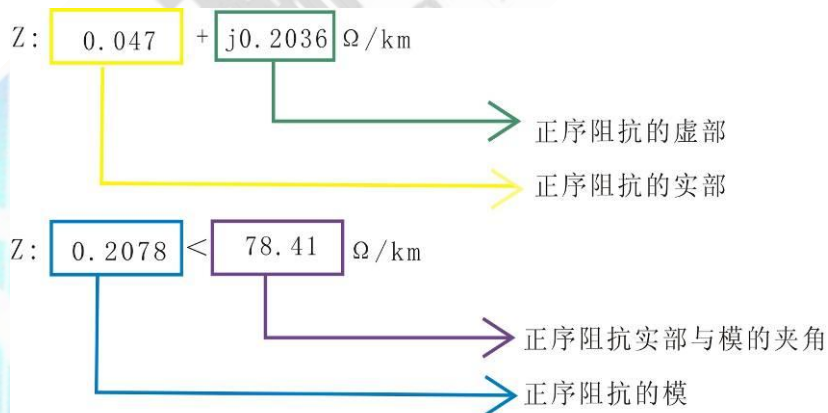 Z: 0.047 + j0.2036 Ω/km
正序阻抗的虚部
正序阻抗的实部
Z: 0.2078 < 78.41 Ω/km
正序阻抗实部与模的夹角
正序阻抗的模